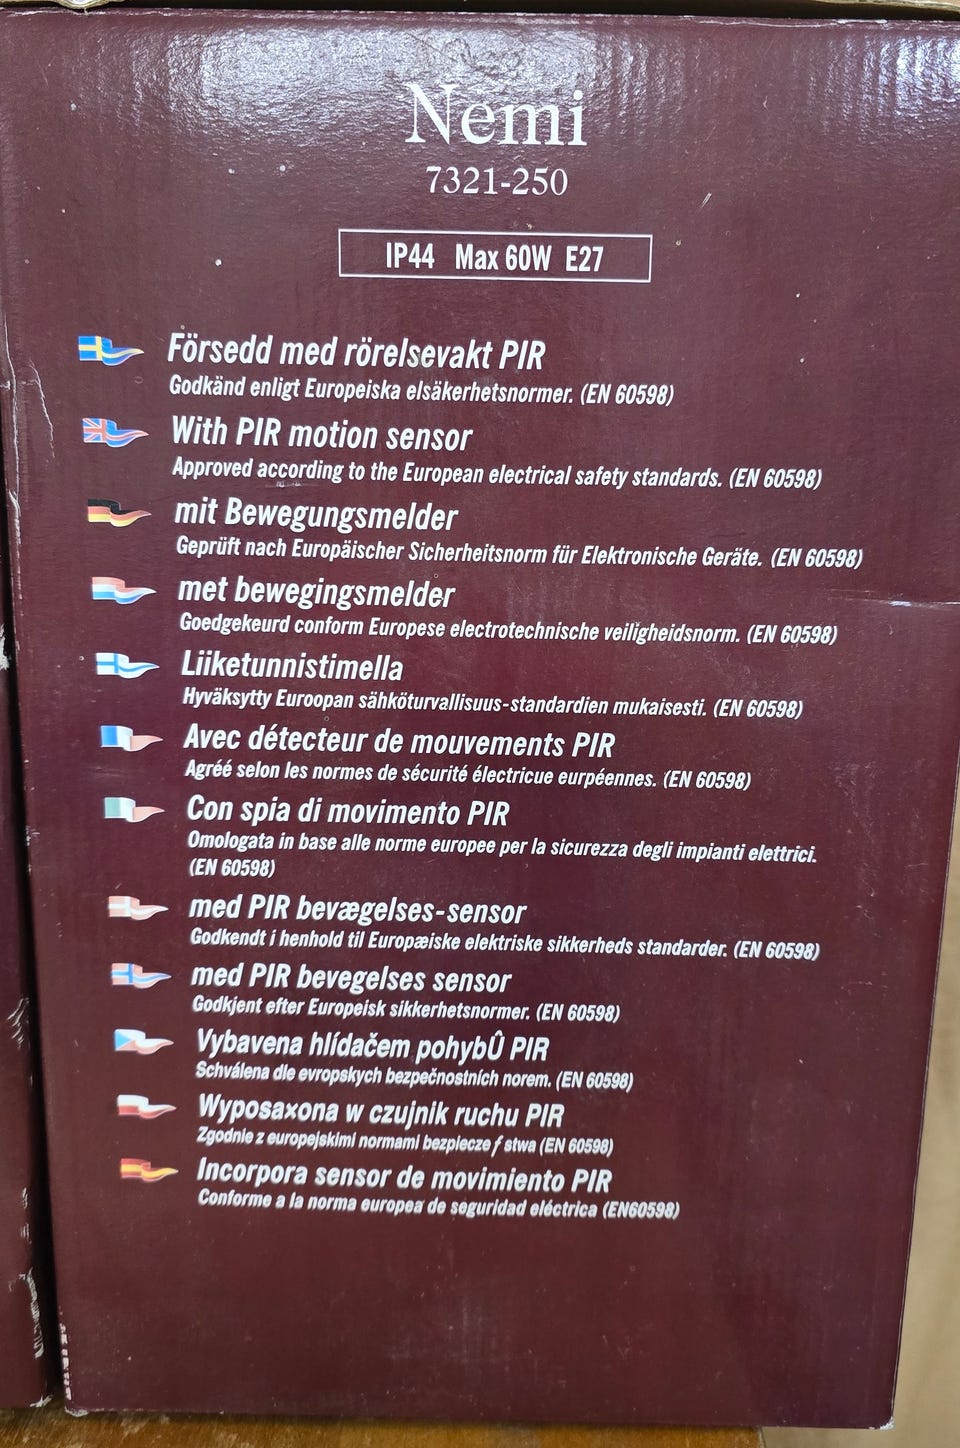 Nemi
7321-250
IP44 Max 60W E27
Försedd med rörelsevakt PIR
Godkänd enligt Europeiska elsäkerhetsnormer. (EN 60598)
With PIR motion sensor
Approved according to the European electrical safety standards. (EN 60598)
mit Bewegungsmelder
Geprüft nach Europäischer Sicherheitsnorm für Elektronische Geräte. (EN 60598)
met bewegingsmelder
Goedgekeurd conform Europese electrotechnische veiligheidsnorm. (EN 60598)
Liiketunnistimella
Hyväksytty Euroopan sähköturvallisuus-standardien mukaisesti. (EN 60598)
Avec détecteur de mouvements PIR
Agréé selon les normes de sécurité électricue eurpéennes. (EN 60598)
Con spia di movimento PIR
Omologata in base alle norme europee per la sicurezza degli impianti elettrici.
(EN 60598)
med PIR bevægelses-sensor
Godkendt i henhold til Europæiske elektriske sikkerheds standarder. (EN 60598)
med PIR bevegelses sensor
Godkjent efter Europeisk sikkerhetsnormer. (EN 60598)
Vybavena hlídačem pohybÛ PIR
Schválena dle evropskych bezpečnostních norem. (EN 60598)
Wyposaxona w czujnik ruchu PIR
Zgodnie z europejskimi normami bezpiecze ƒ stwa (EN 60598)
Incorpora sensor de movimiento PIR
Conforme a la norma europea de seguridad eléctrica (EN60598)